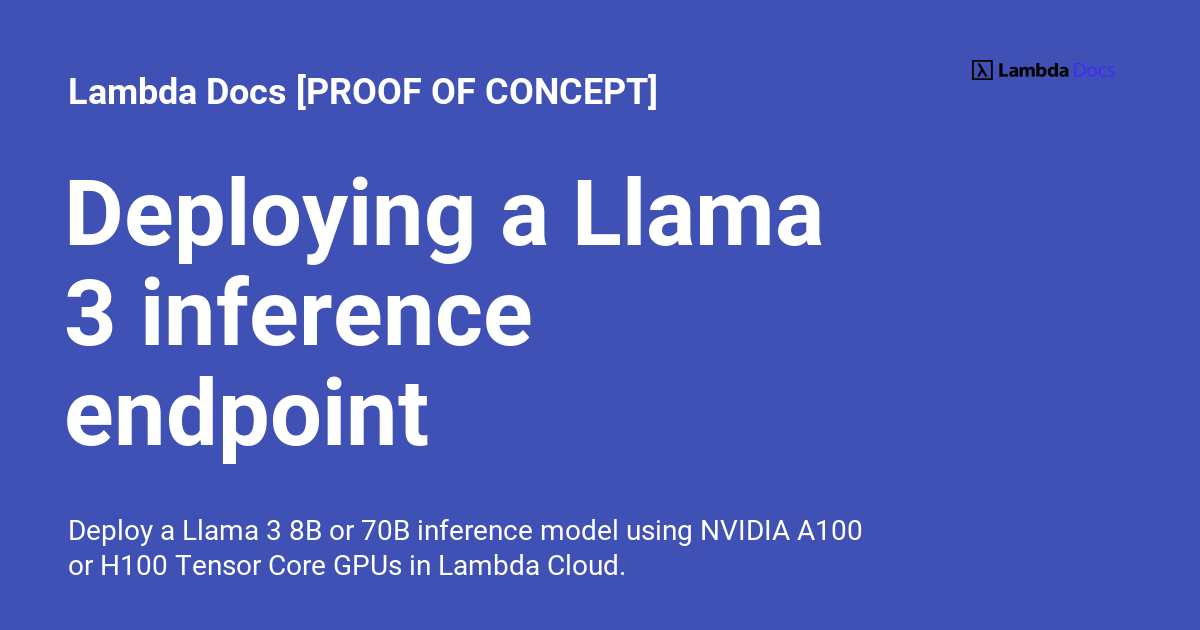 Lambda Docs [PROOF OF CONCEPT]
λ Lambda Docs
Deploying a Llama
3 inference
endpoint
Deploy a Llama 3 8B or 70B inference model using NVIDIA A100
or H100 Tensor Core GPUs in Lambda Cloud.